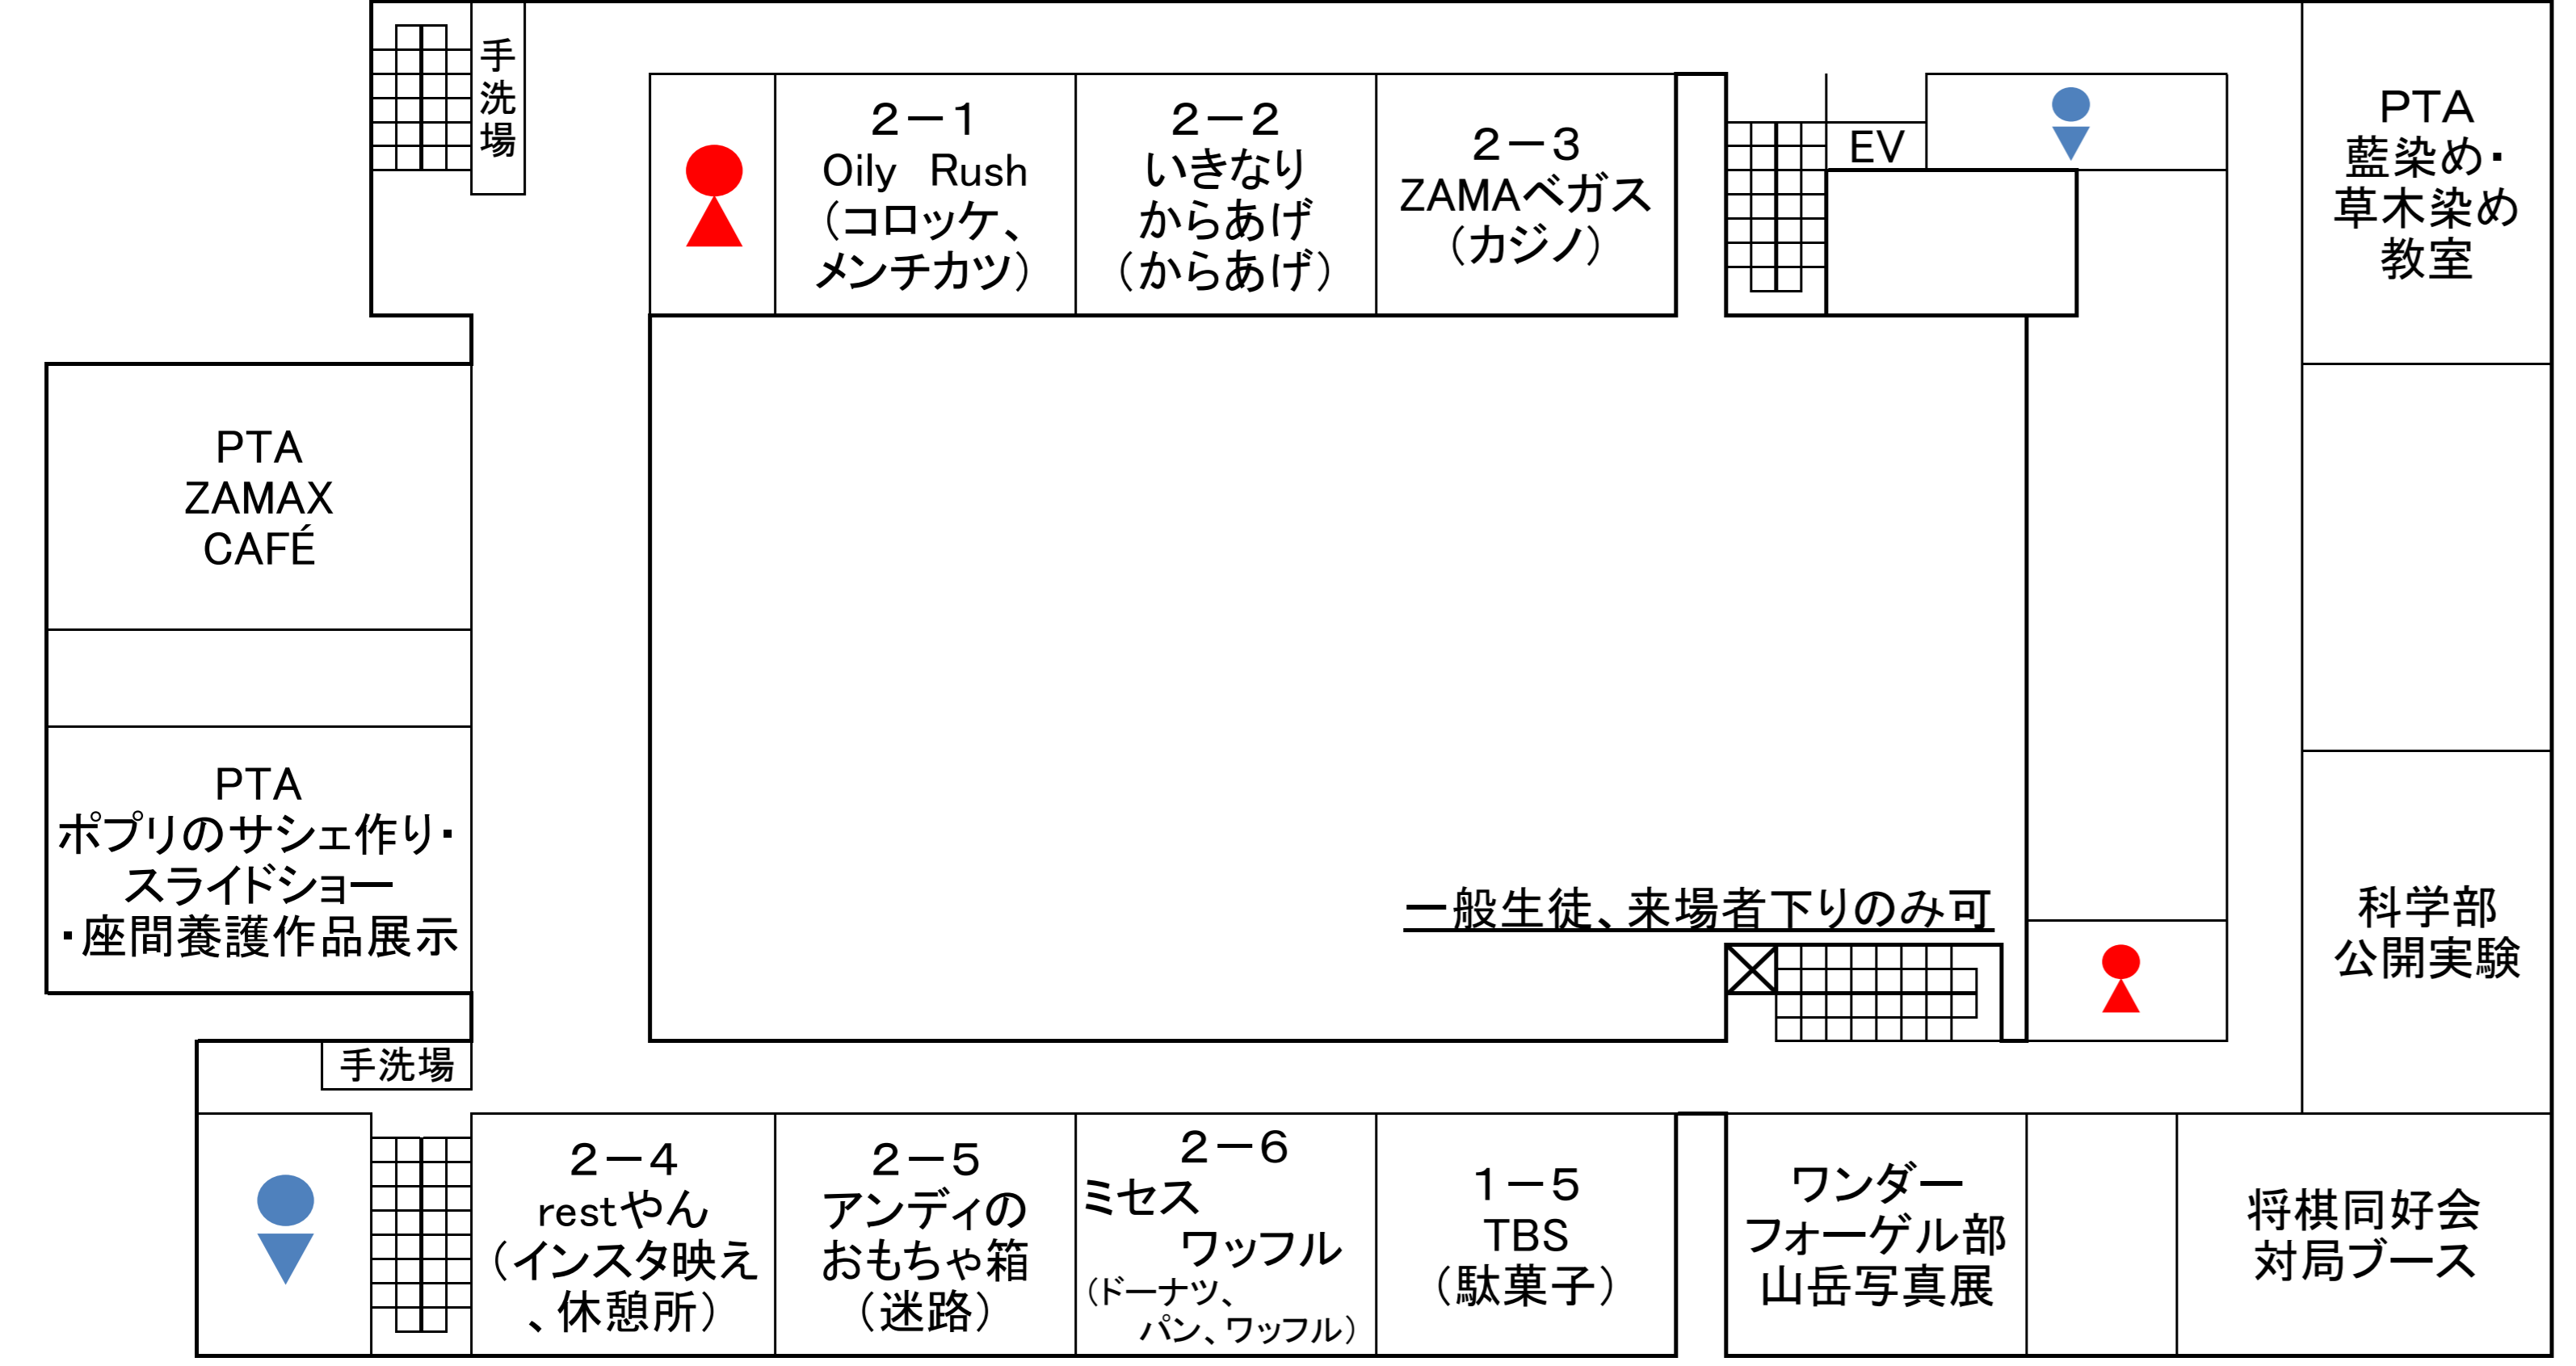 手洗場
2－1
Oily　Rush
（コロッケ、
メンチカツ）
2－2
いきなり
からあげ
（からあげ）
2－3
ZAMAベガス
（カジノ）
EV
PTA
藍染め・
草木染め
教室
PTA
ZAMAX
CAFÉ
PTA
ポプリのサシェ作り・
スライドショー
・座間養護作品展示
一般生徒、来場者下りのみ可
科学部
公開実験
手洗場
2－4
restやん
（インスタ映え
、休憩所）
2－5
アンディの
おもちゃ箱
（迷路）
2－6
ミセス
ワッフル
（ドーナツ、
パン、ワッフル）
1－5
TBS
（駄菓子）
ワンダー
フォーゲル部
山岳写真展
将棋同好会
対局ブース